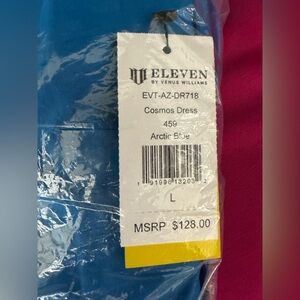 ELEVEN
BY VENUS WILLIAMS
EVT-AZ-DR718
Cosmos Dress
459
Arctic Blue
L
MSRP $128.00